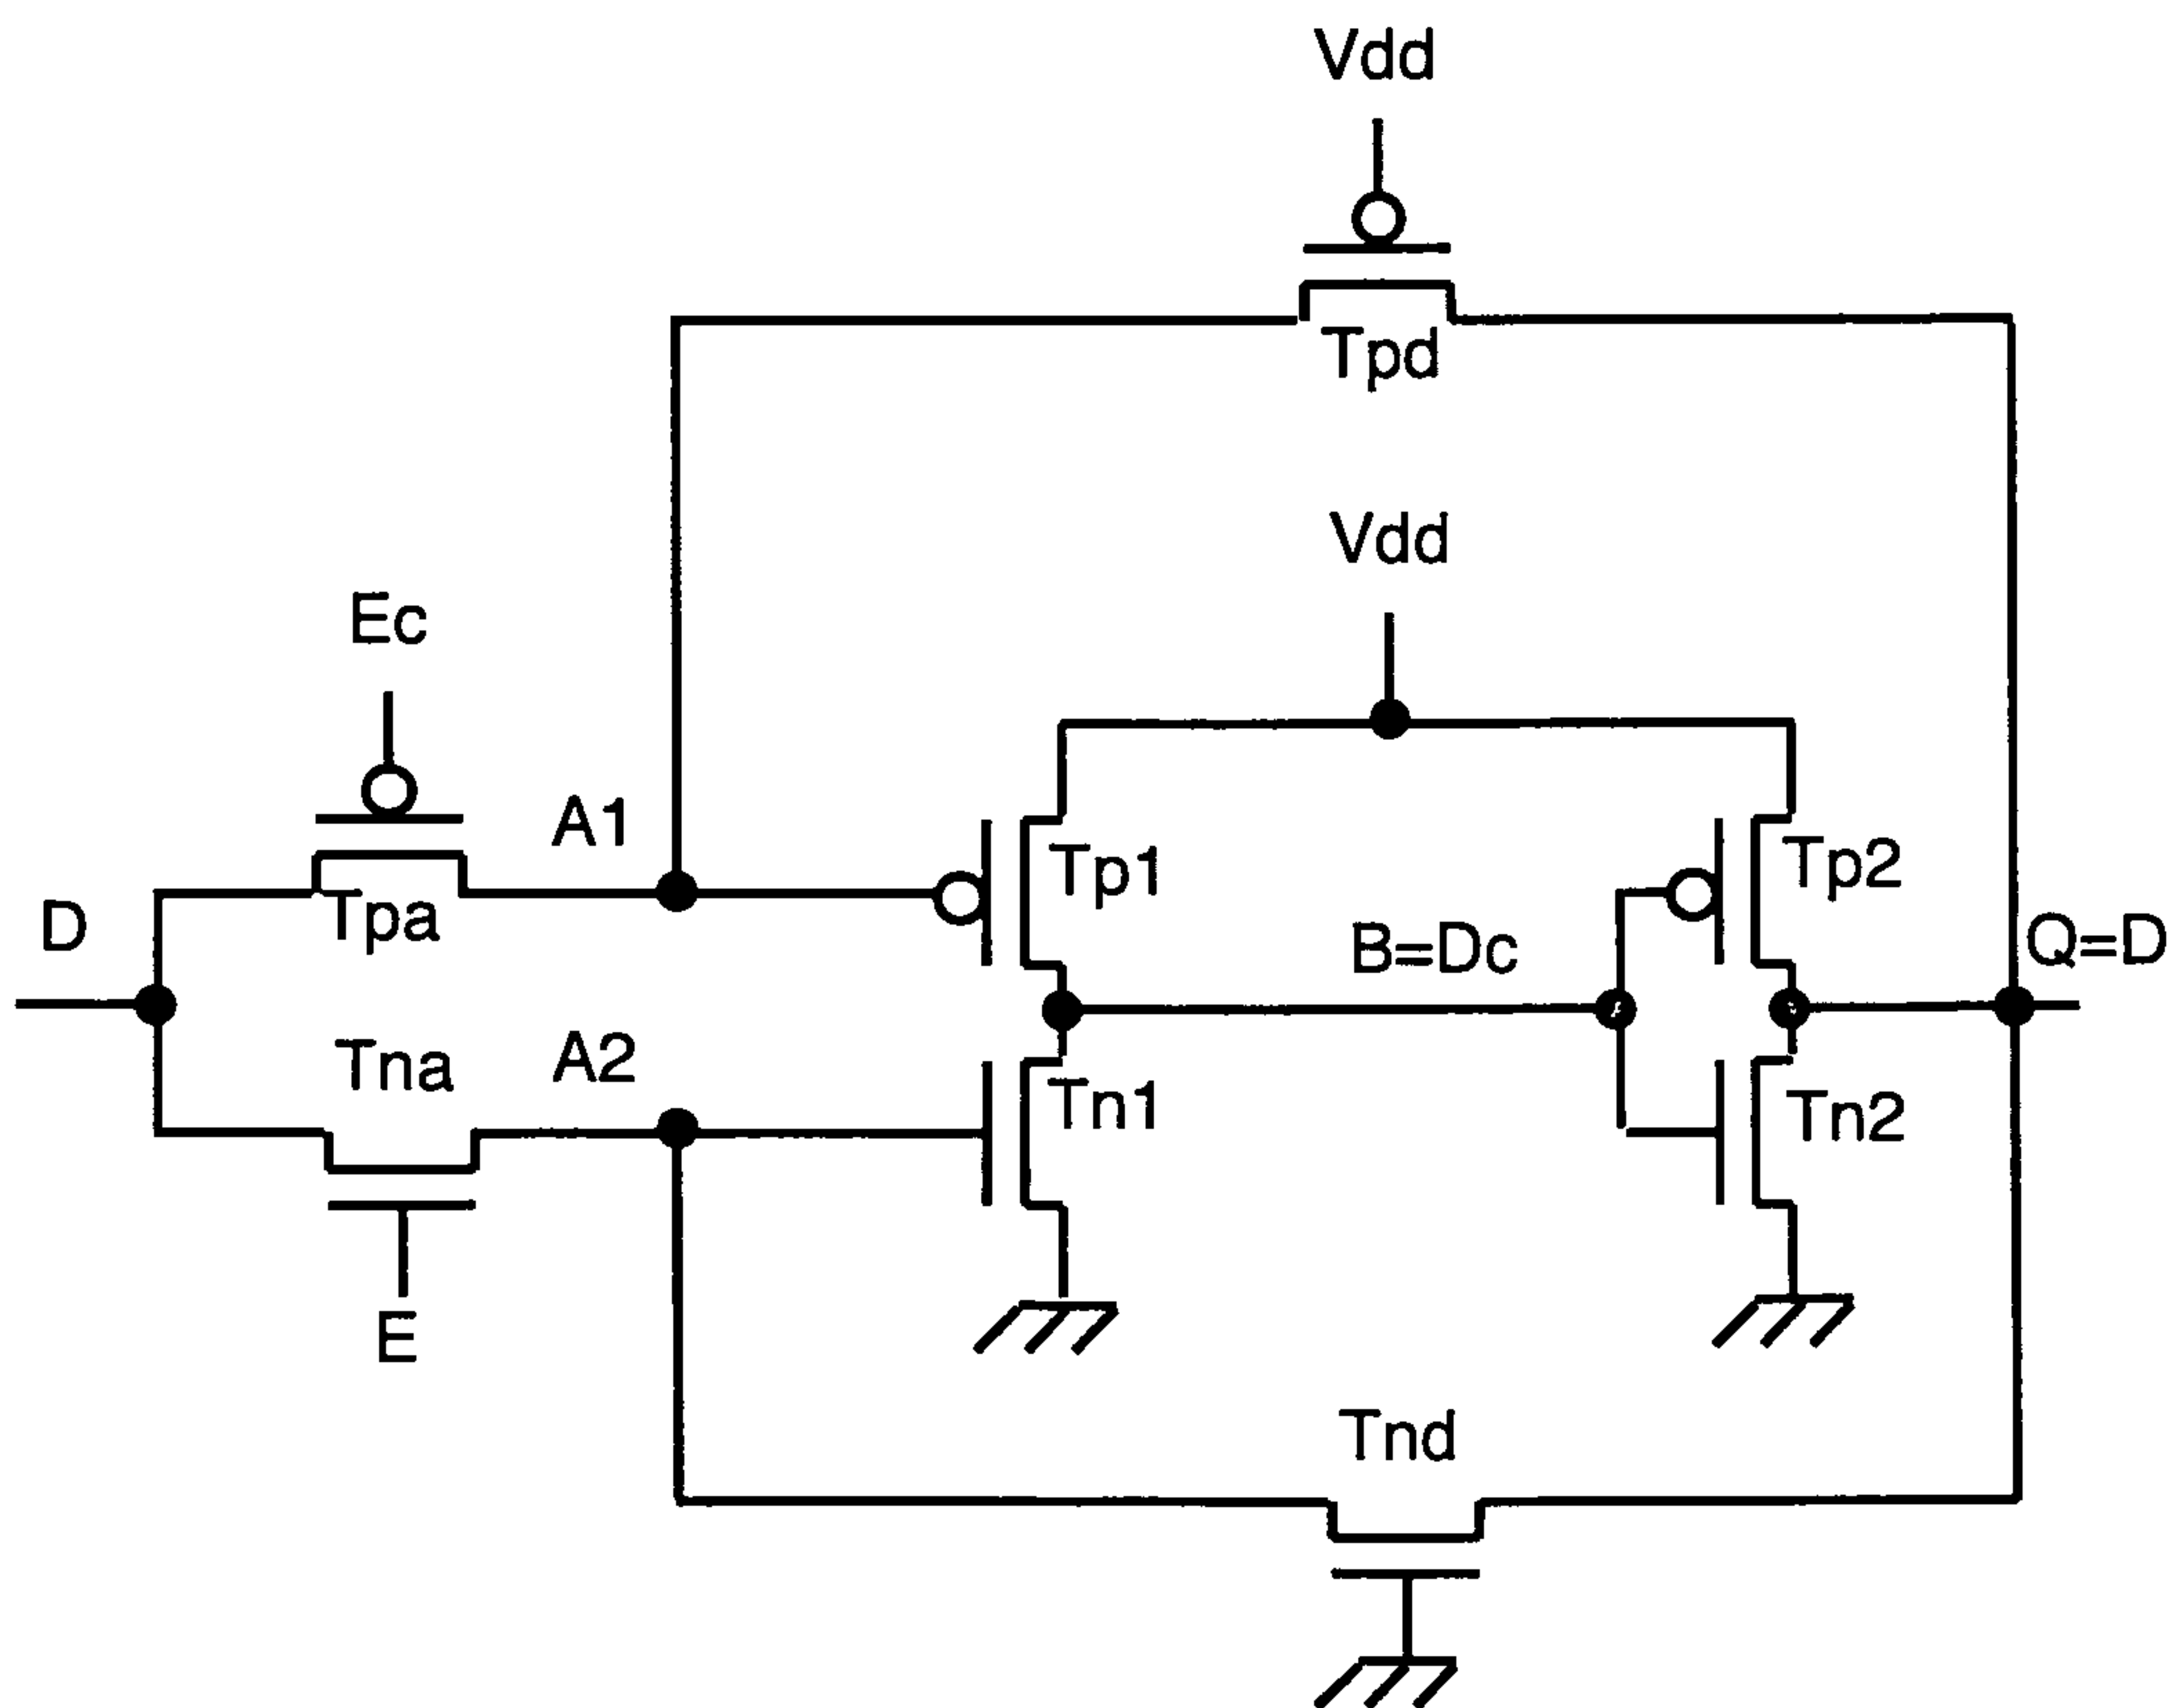 Vdd
Tpd
Vdd
Ec
A1
Tp1
Tp2
Tpa
D
B=Dc
Q=D
Tna
A2
Tn1
Tn2
E
Tnd